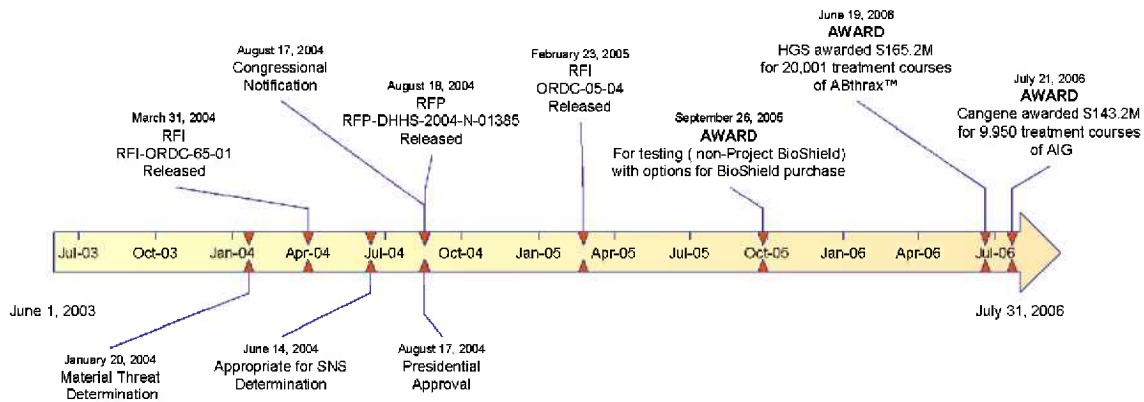 June 19, 2006
AWARD
HGS awarded $165.2M
for 20,001 treatment courses
of ABthrax™
August 17, 2004
Congressional
Notification
February 23, 2005
RFI
ORDC-05-04
Released
July 21, 2006
AWARD
Cangene awarded $143.2M
for 9,950 treatment courses
of AIG
August 18, 2004
RFP
RFP-DHHS-2004-N-01385
Released
March 31, 2004
RFI
RFI-ORDC-65-01
Released
September 26, 2005
AWARD
For testing ( non-Project BioShield)
with options for BioShield purchase
Jul-03 Oct-03 Jan-04 Apr-04 Jul-04 Oct-04 Jan-05 Apr-05 Jul-05 Oct-05 Jan-06 Apr-06 Jul-06
June 1, 2003
July 31, 2006
January 20, 2004
Material Threat
Determination
June 14, 2004
Appropriate for SNS
Determination
August 17, 2004
Presidential
Approval